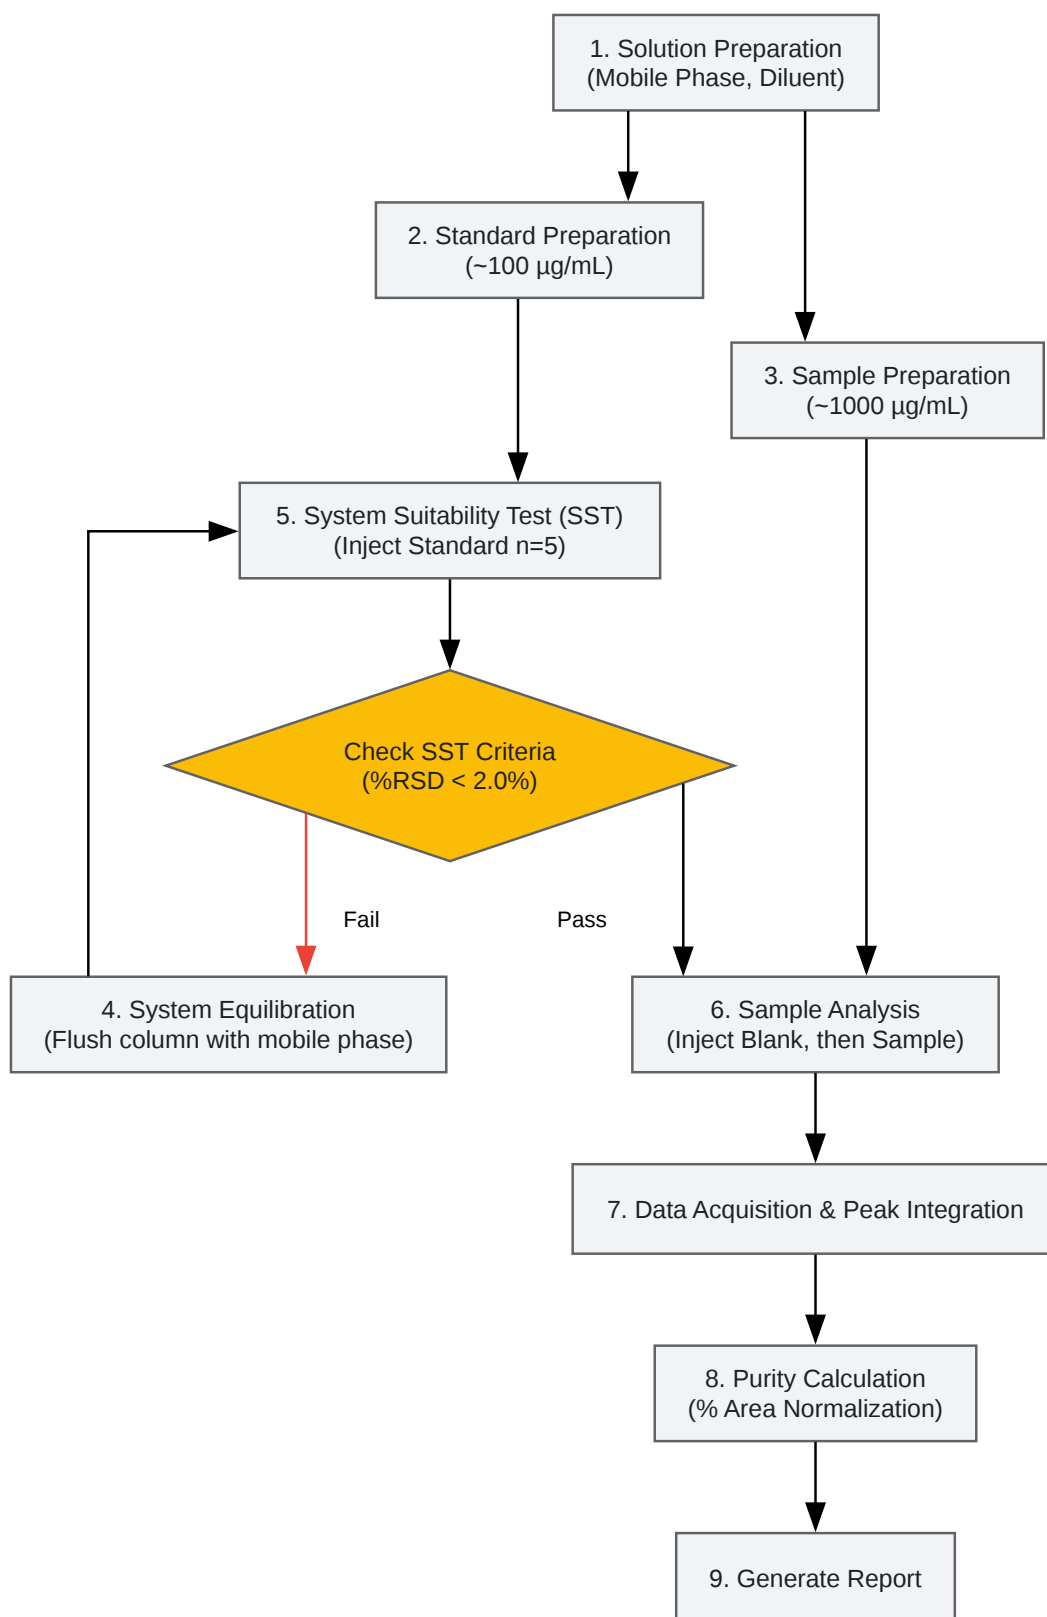 1. Solution Preparation
(Mobile Phase, Diluent)
2. Standard Preparation
(~100 µg/mL)
3. Sample Preparation
(~1000 µg/mL)
5. System Suitability Test (SST)
(Inject Standard n=5)
Check SST Criteria
(%RSD < 2.0%)
Fail
Pass
4. System Equilibration
(Flush column with mobile phase)
6. Sample Analysis
(Inject Blank, then Sample)
7. Data Acquisition & Peak Integration
8. Purity Calculation
(% Area Normalization)
9. Generate Report